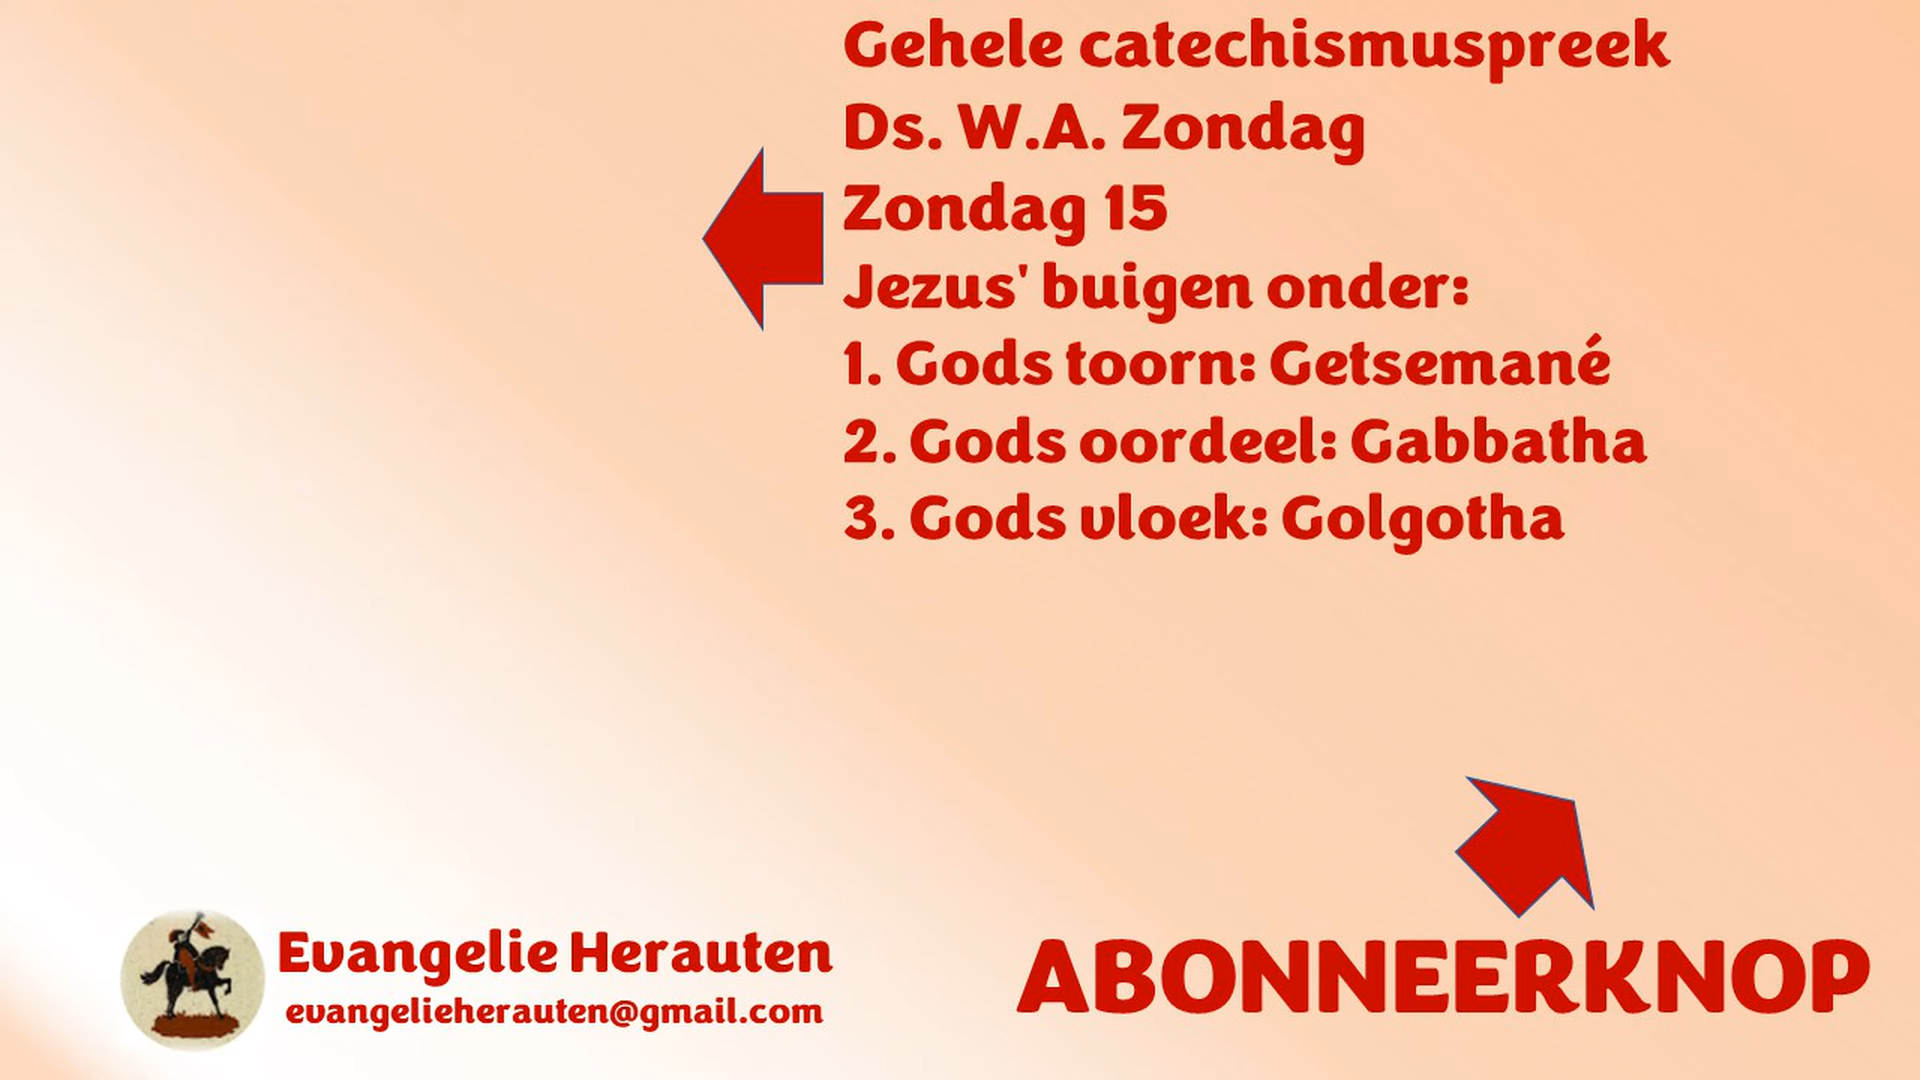 Gehele catechismuspreek
Ds. W.A. Zondag
Zondag 15
Jezus' buigen onder:
1. Gods toorn: Getsemané
2. Gods oordeel: Gabbatha
3. Gods vloek: Golgotha
Evangelie Herauten
evangelieherauten@gmail.com
ABONNEERKNOP